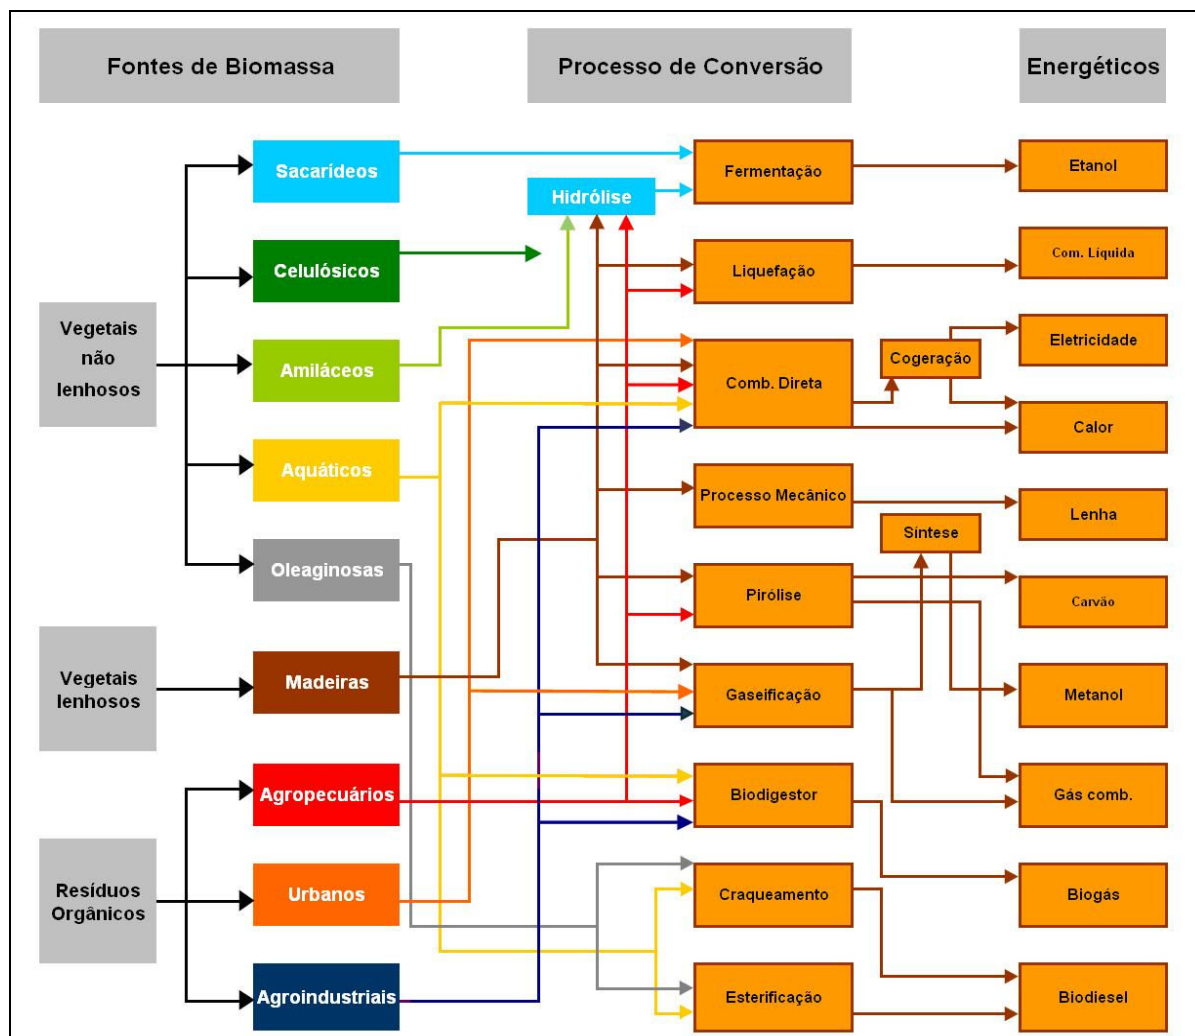 Fontes de Biomassa
Processo de Conversão
Energéticos
Vegetais
não
lenhosos
Vegetais
lenhosos
Resíduos
Orgânicos
Sacarídeos
Celulósicos
Amiláceos
Aquáticos
Oleaginosas
Madeiras
Agropecuários
Urbanos
Agroindustriais
Hidrólise
Fermentação
Liquefação
Comb. Direta
Processo Mecânico
Pirólise
Gaseificação
Biodigestor
Craqueamento
Esterificação
Cogeração
Síntese
Etanol
Com. Líquida
Eletricidade
Calor
Lenha
Carvão
Metanol
Gás comb.
Biogás
Biodiesel